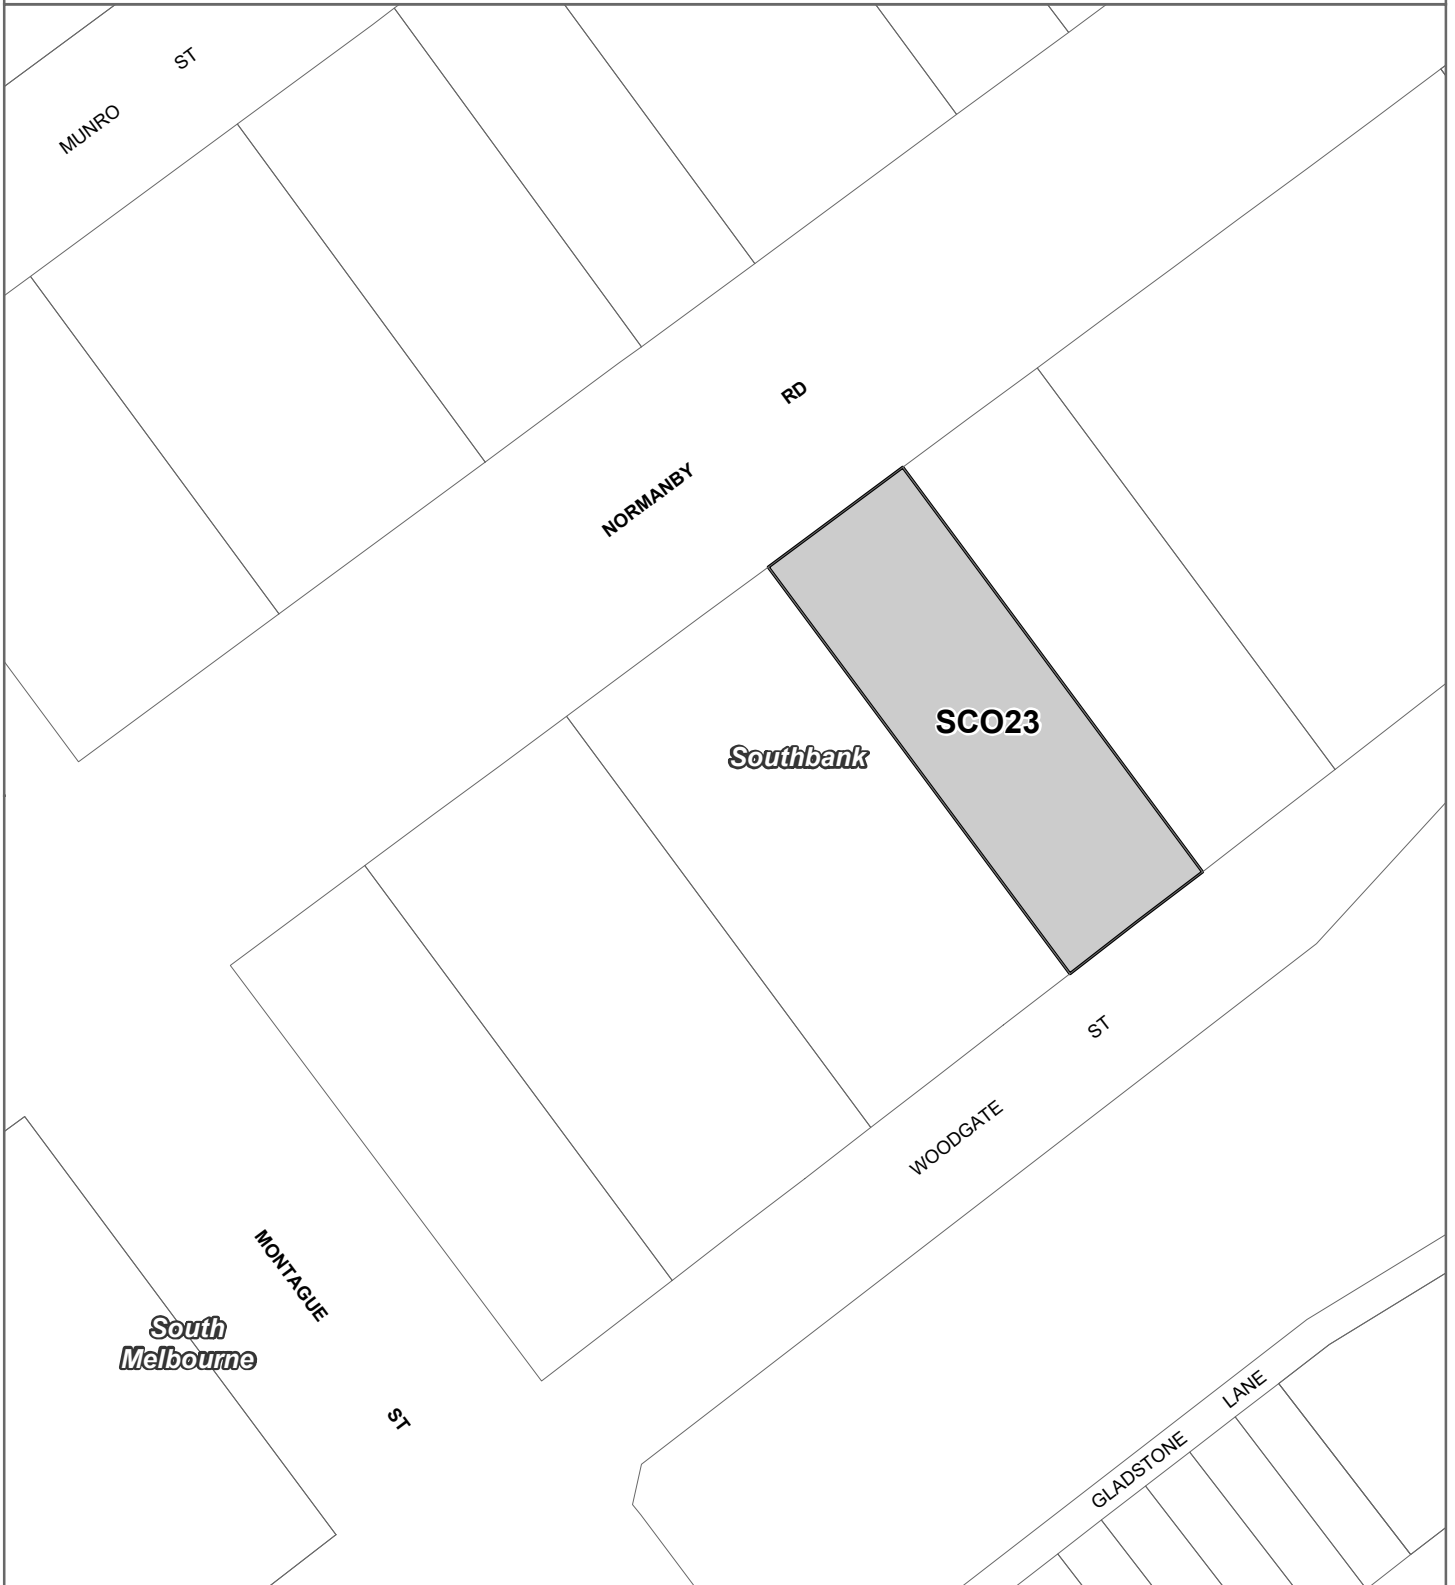 ST
MUNRO
RD
NORMANBY
SCO23
Southbank
ST
WOODGATE
MONTAGUE
South
Melbourne
ST
LANE
GLADSTONE